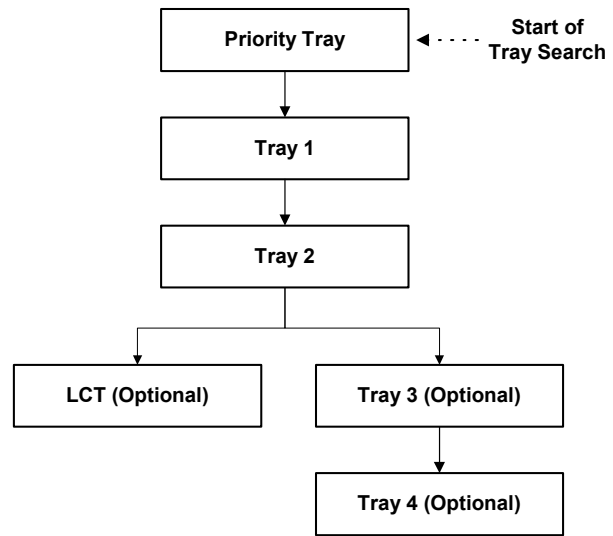 Priority Tray
Start of
Tray Search
Tray 1
Tray 2
LCT (Optional)
Tray 3 (Optional)
Tray 4 (Optional)